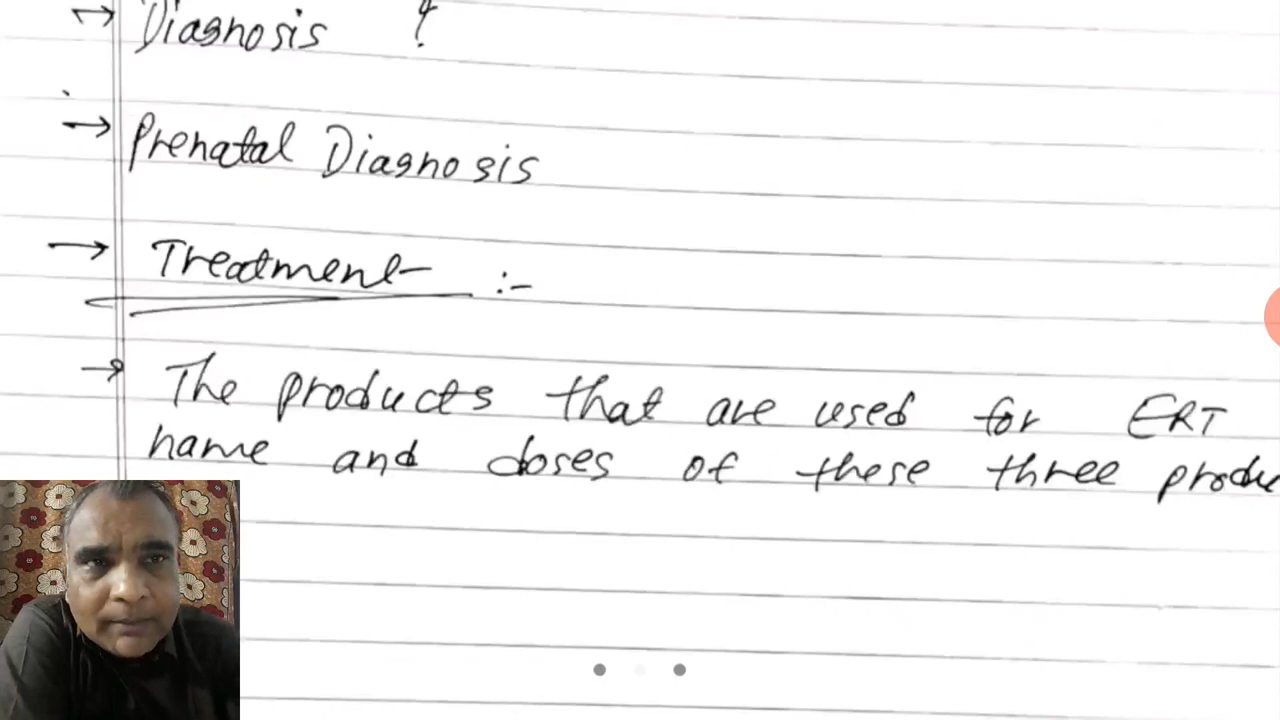 → Diagnosis ?
→ Prenatal Diagnosis
→ Treatment :-
→ The products that are used for ERT
name and doses of these three produ